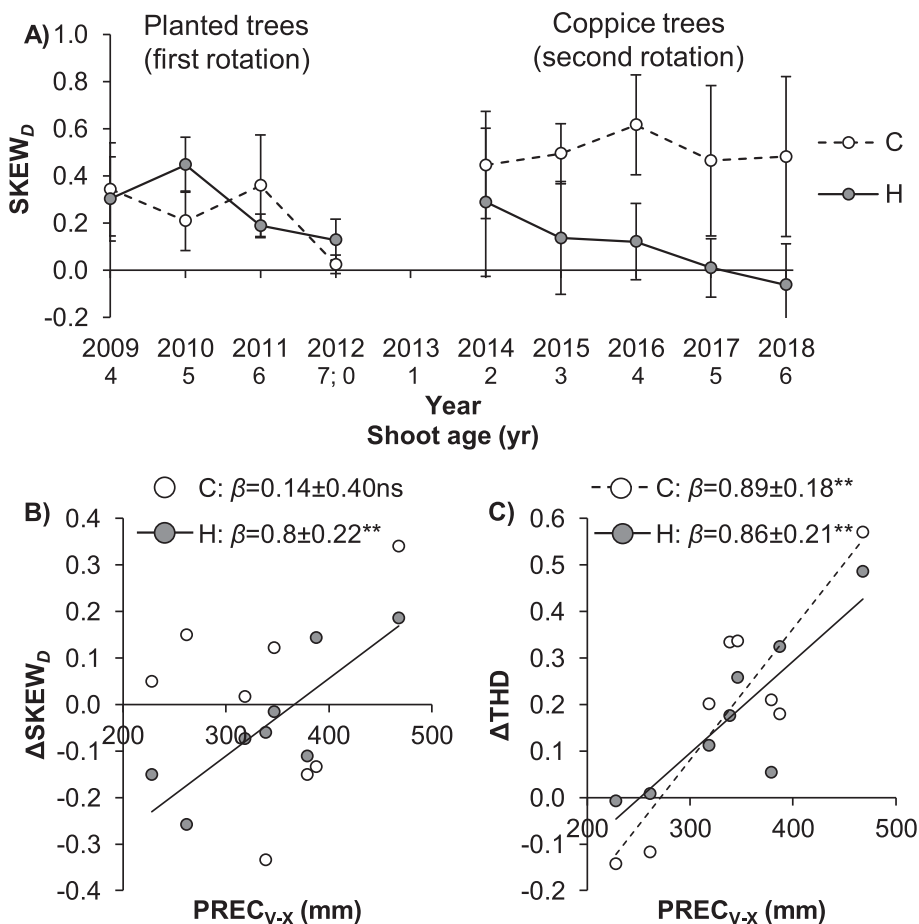 A)
Planted trees
(first rotation)
Coppice trees
(second rotation)
SKEW_D
1.0
0.8
0.6
0.4
0.2
0.0
-0.2
C
H
2009 2010 2011 2012 2013 2014 2015 2016 2017 2018
4 5 6 7; 0 1 2 3 4 5 6
Year
Shoot age (yr)
B)
C: β=0.14±0.40ns
H: β=0.8±0.22**
ΔSKEW_D
0.4
0.3
0.2
0.1
0.0
-0.1
-0.2
-0.3
-0.4
200 300 400 500
PREC_V-X (mm)
C)
C: β=0.89±0.18**
H: β=0.86±0.21**
ΔTHD
0.6
0.5
0.4
0.3
0.2
0.1
0.0
-0.1
-0.2
200 300 400 500
PREC_V-X (mm)